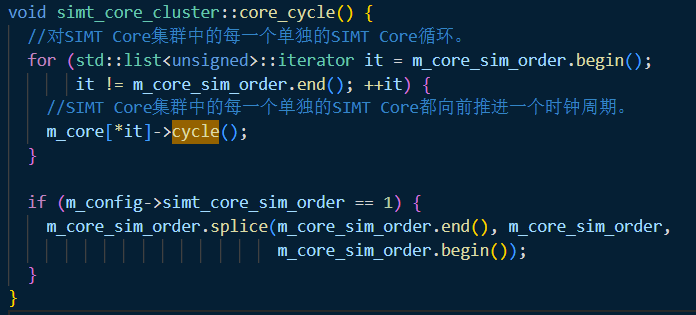 void simt_core_cluster::core_cycle() {
  //对SIMT Core集群中的每一个单独的SIMT Core循环。
  for (std::list<unsigned>::iterator it = m_core_sim_order.begin();
       it != m_core_sim_order.end(); ++it) {
    //SIMT Core集群中的每一个单独的SIMT Core都向前推进一个时钟周期。
    m_core[*it]->cycle();
  }

  if (m_config->simt_core_sim_order == 1) {
    m_core_sim_order.splice(m_core_sim_order.end(), m_core_sim_order,
                            m_core_sim_order.begin());
  }
}